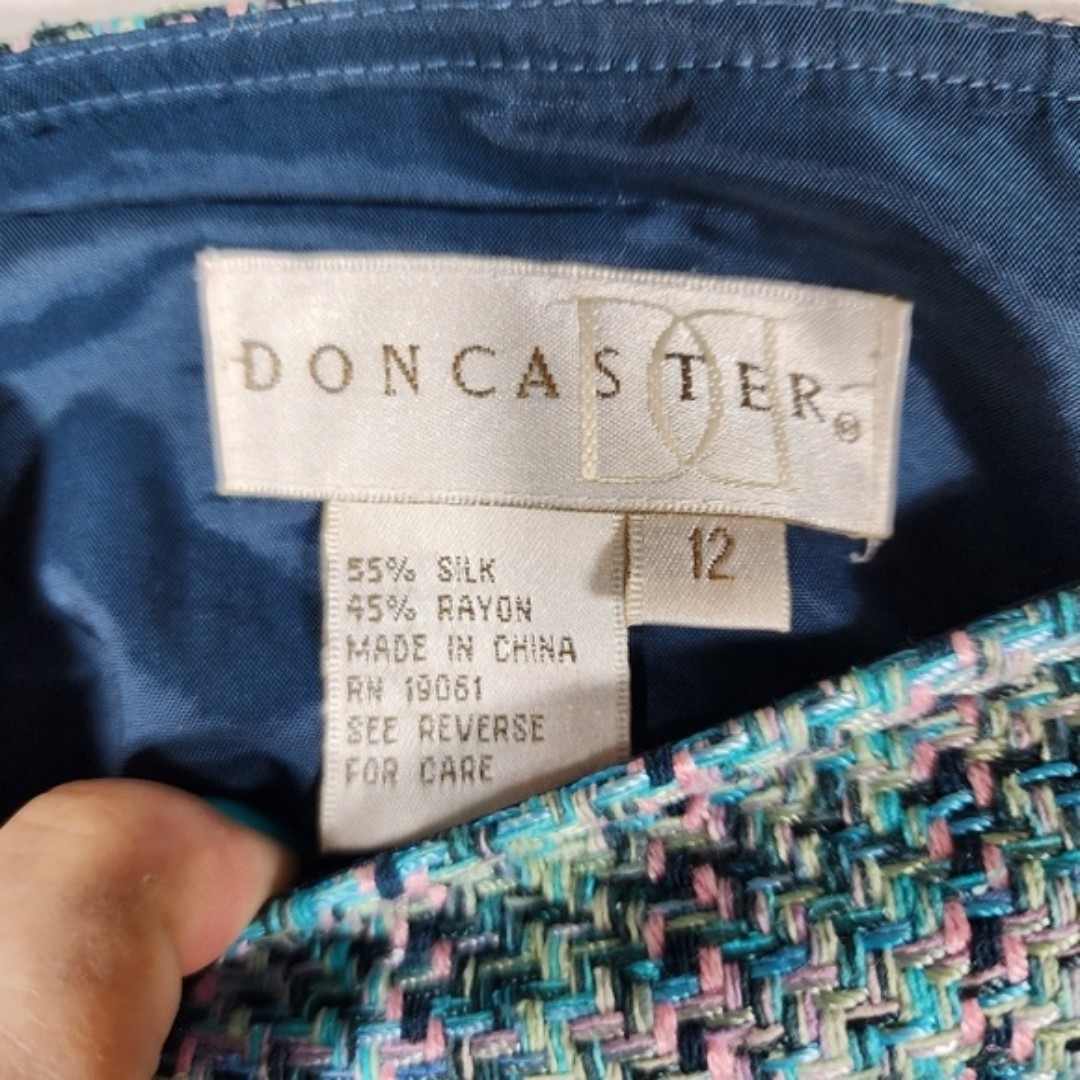 DONCASTER®
12
55% SILK
45% RAYON
MADE IN CHINA
RN 19061
SEE REVERSE
FOR CARE